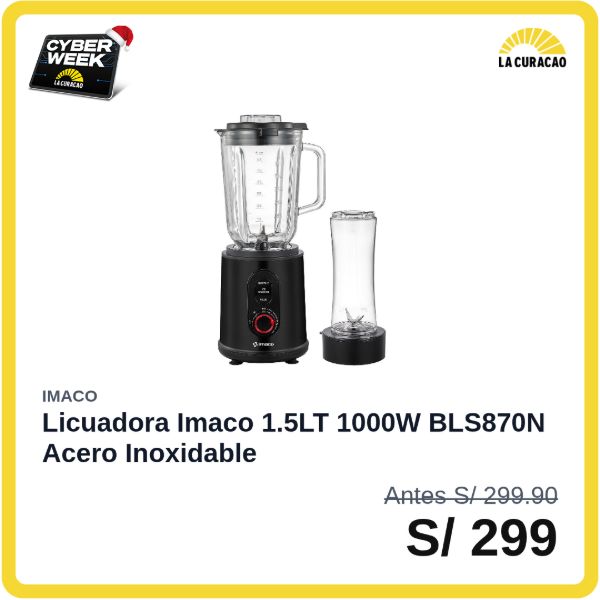 CYBER
WEEK
LA CURACAO
LA CURACAO
imaco
IMACO
Licuadora Imaco 1.5LT 1000W BLS870N
Acero Inoxidable
Antes S/ 299.90
S/ 299